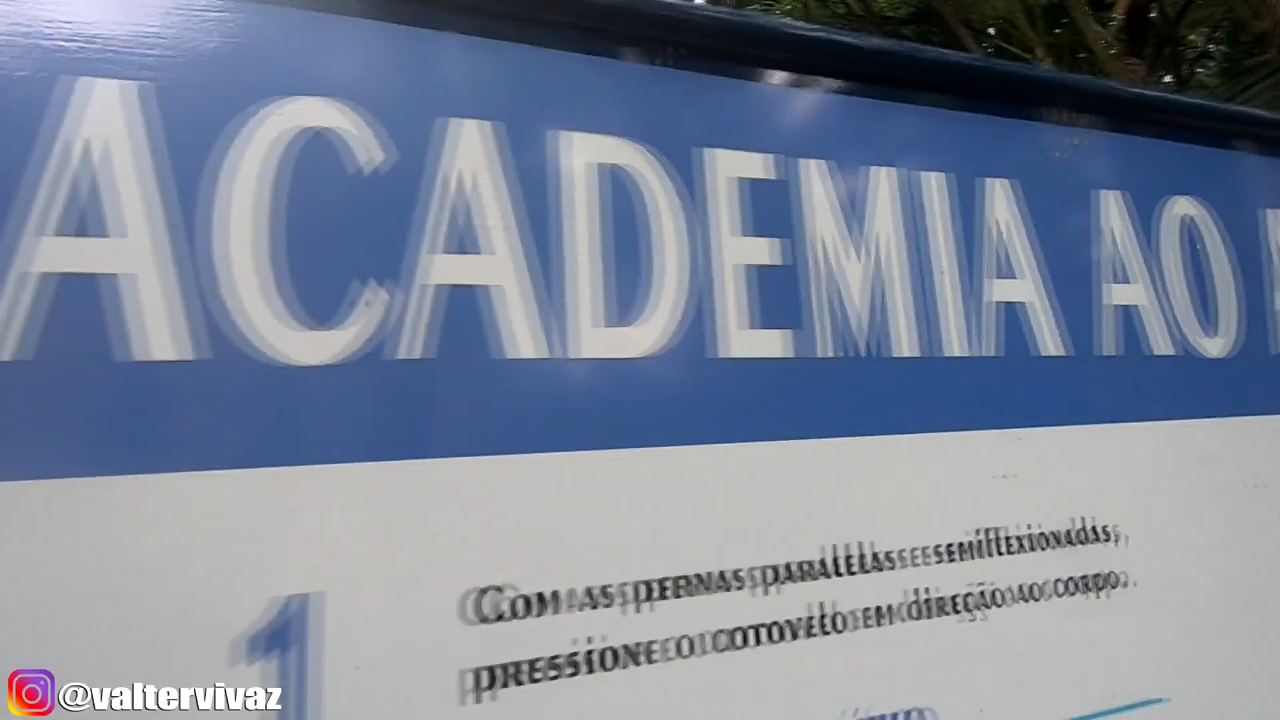 ACADEMIA AO
1
COM AS PERNAS PARALELAS E SEMIFLEXIONADAS,
PRESSIONE O COTOVELO EM DIREÇÃO AO CORPO.
@valtervivaz